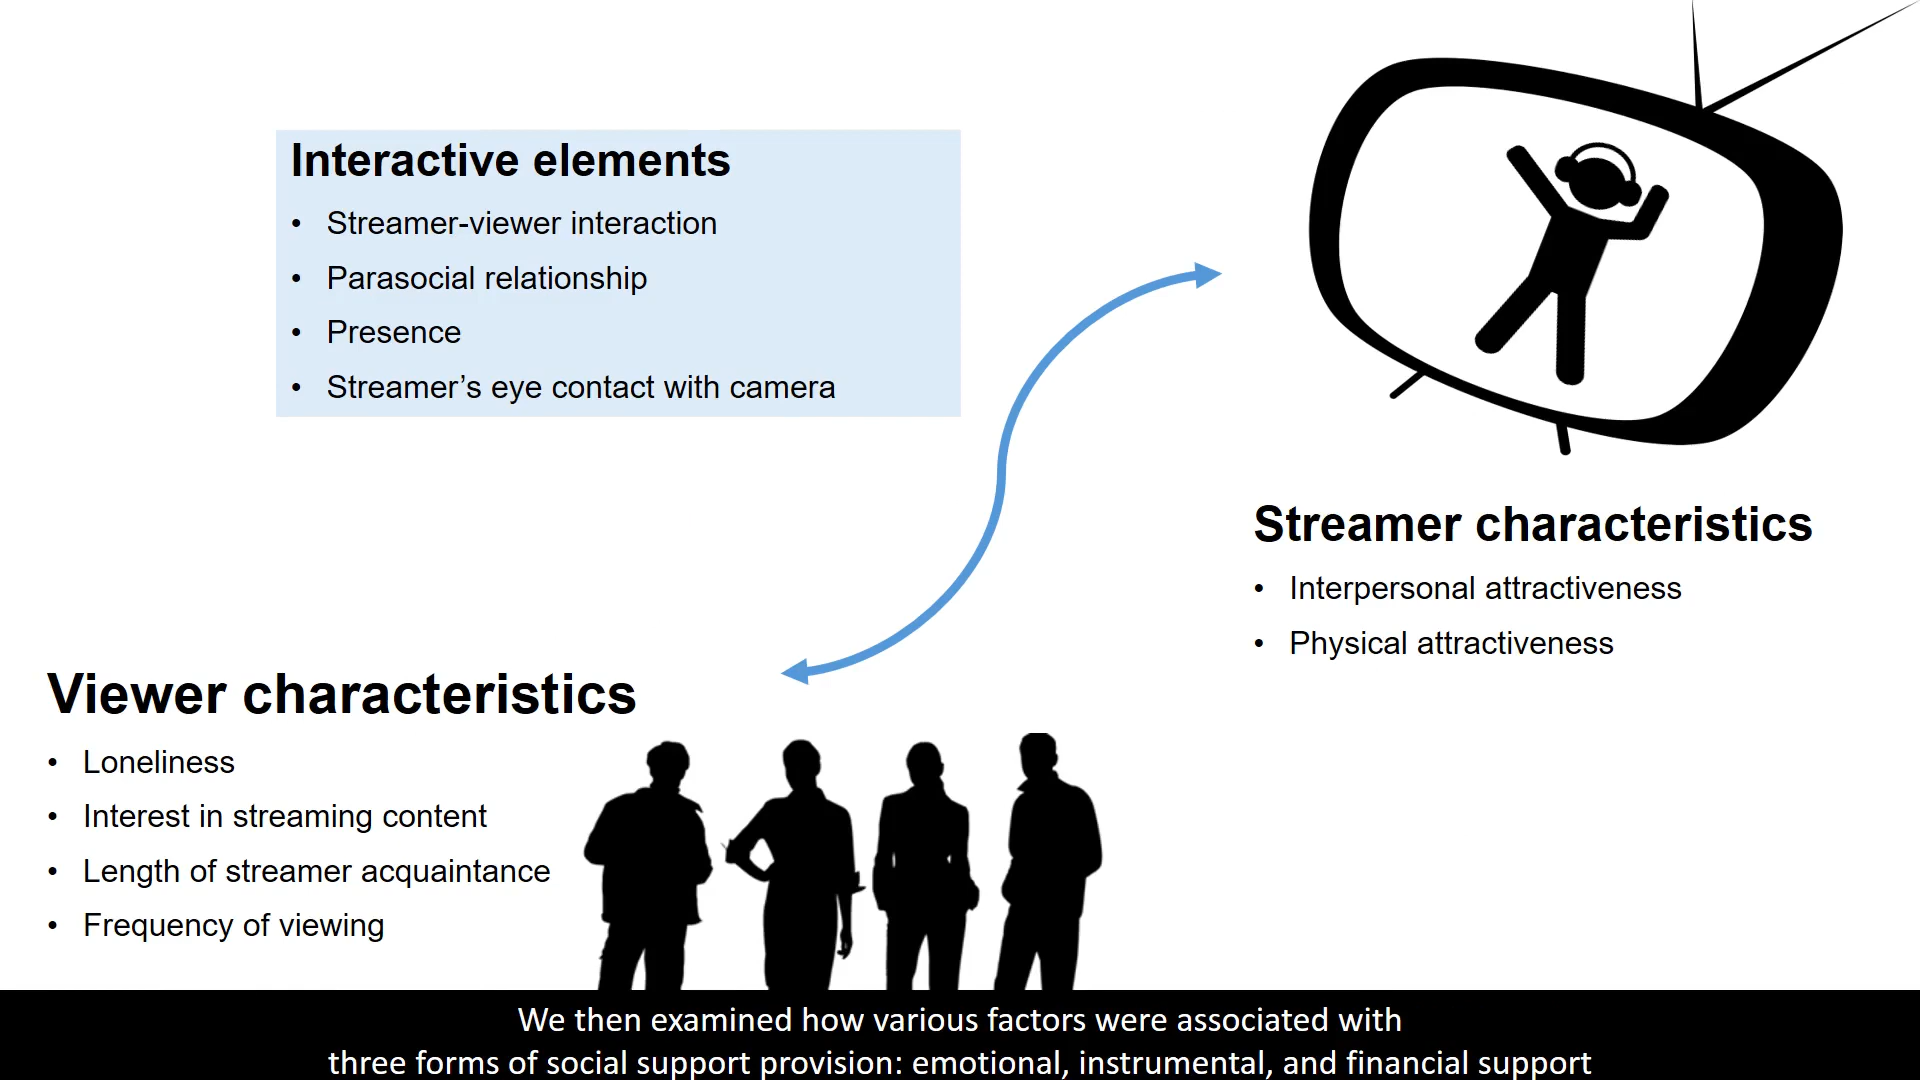 Interactive elements
• Streamer-viewer interaction
• Parasocial relationship
• Presence
• Streamer’s eye contact with camera
Streamer characteristics
• Interpersonal attractiveness
• Physical attractiveness
Viewer characteristics
• Loneliness
• Interest in streaming content
• Length of streamer acquaintance
• Frequency of viewing
We then examined how various factors were associated with
three forms of social support provision: emotional, instrumental, and financial support